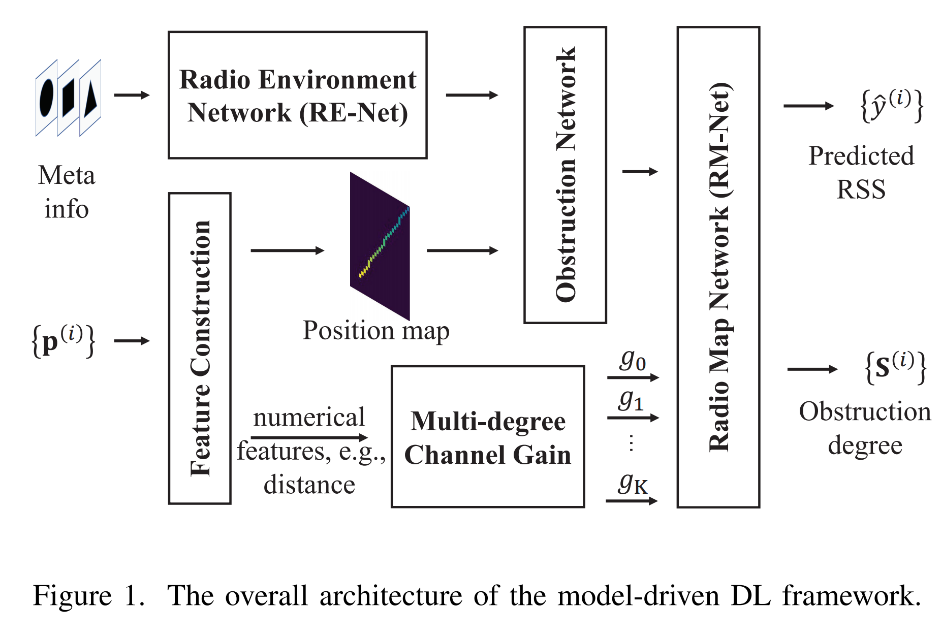 Radio Environment
Network (RE-Net)
Meta
info
{p^(i)}
Feature Construction
Position map
numerical
features, e.g.,
distance
Multi-degree
Channel Gain
Obstruction Network
g_0
g_1
⋮
g_K
Radio Map Network (RM-Net)
{ŷ^(i)}
Predicted
RSS
{S^(i)}
Obstruction
degree
Figure 1. The overall architecture of the model-driven DL framework.